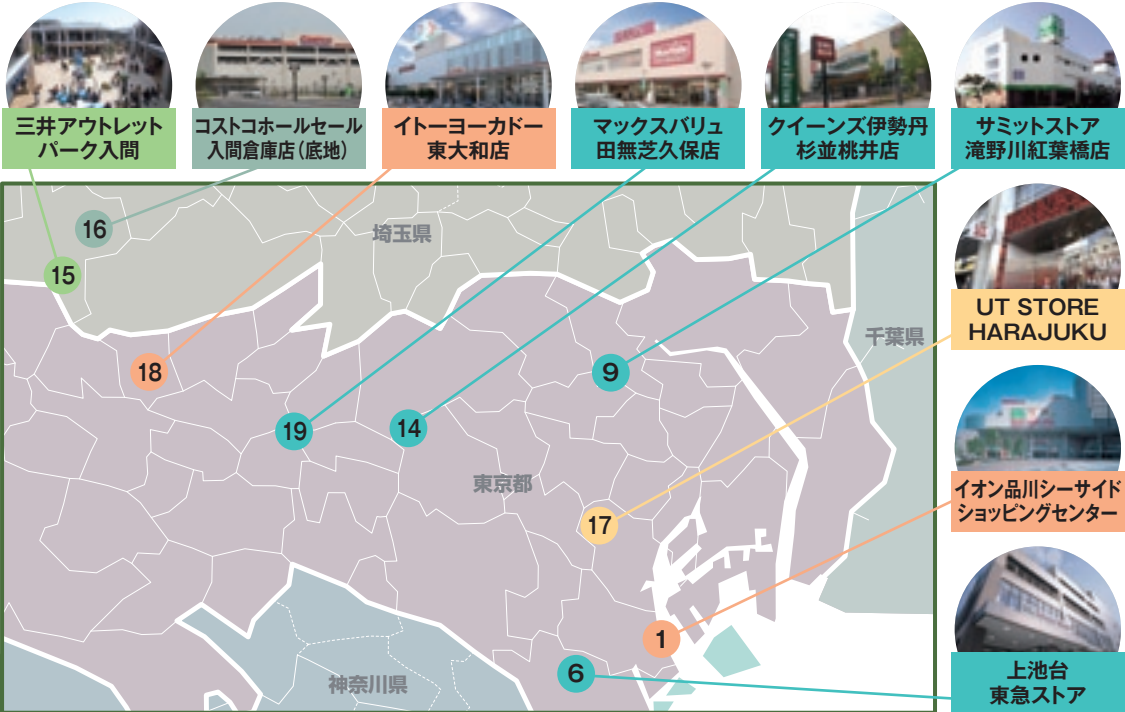 三井アウトレット
パーク入間
コストコホールセール
入間倉庫店(底地)
イトーヨーカドー
東大和店
マックスバリュ
田無芝久保店
クイーンズ伊勢丹
杉並桃井店
サミットストア
滝野川紅葉橋店
16
埼玉県
15
UT STORE
HARAJUKU
千葉県
18
9
19
14
東京都
イオン品川シーサイド
ショッピングセンター
17
1
6
神奈川県
上池台
東急ストア